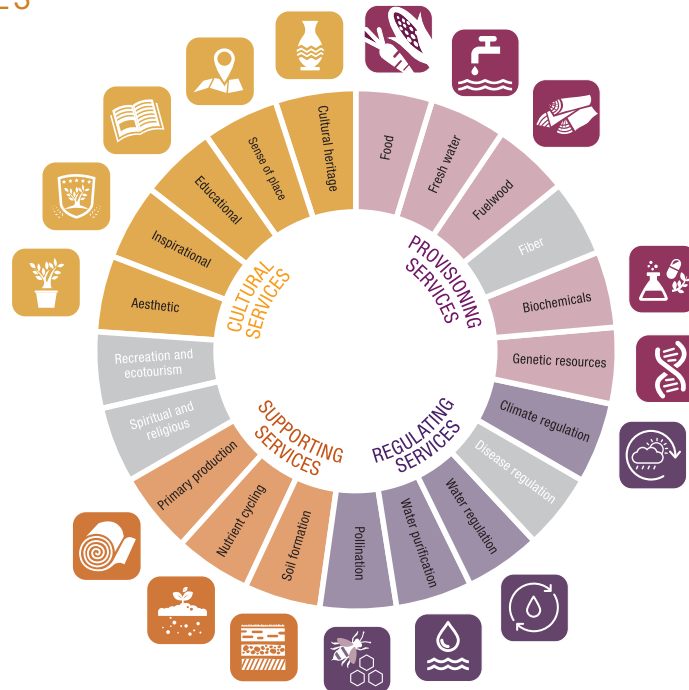 ES
Food
Fresh water
Fuelwood
Fiber
Biochemicals
Genetic resources
Climate regulation
Disease regulation
Water regulation
Water purification
Pollination
Soil formation
Nutrient cycling
Primary production
Spiritual and
religious
Recreation and
ecotourism
Aesthetic
Inspirational
Educational
Sense of place
Cultural heritage
PROVISIONING
SERVICES
REGULATING
SERVICES
SUPPORTING
SERVICES
CULTURAL
SERVICES